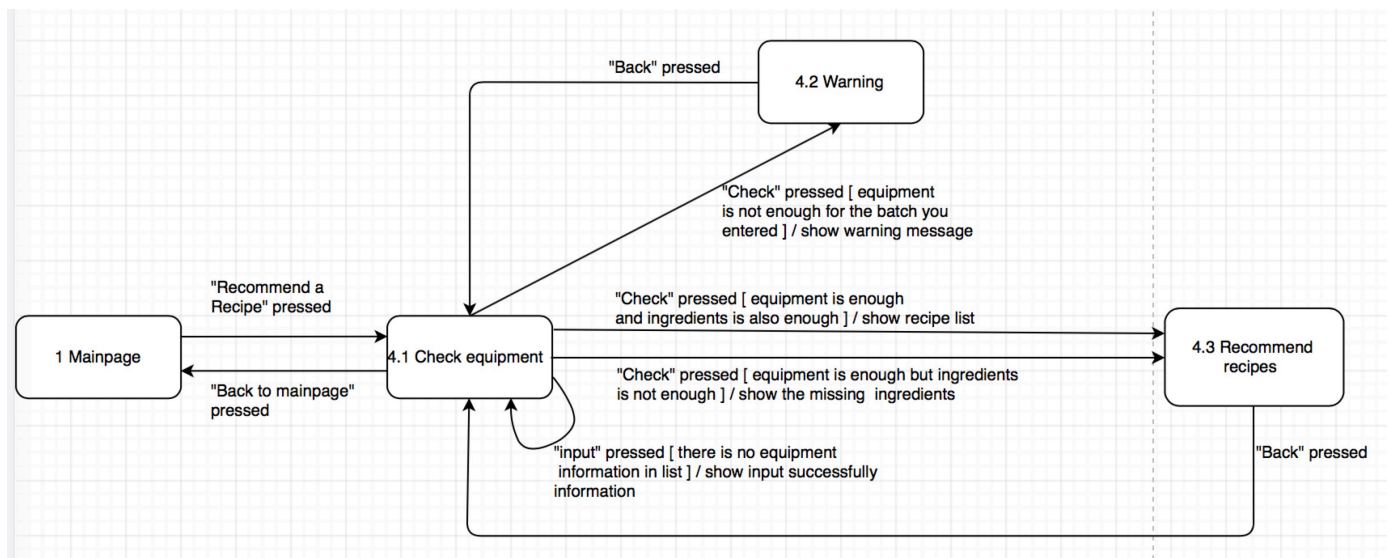 "Back" pressed
4.2 Warning
"Check" pressed [ equipment
is not enough for the batch you
entered ] / show warning message
"Recommend a
Recipe" pressed
1 Mainpage
"Back to mainpage"
pressed
4.1 Check equipment
"Check" pressed [ equipment is enough
and ingredients is also enough ] / show recipe list
"Check" pressed [ equipment is enough but ingredients
is not enough ] / show the missing ingredients
4.3 Recommend
recipes
"input" pressed [ there is no equipment
information in list ] / show input successfully
information
"Back" pressed